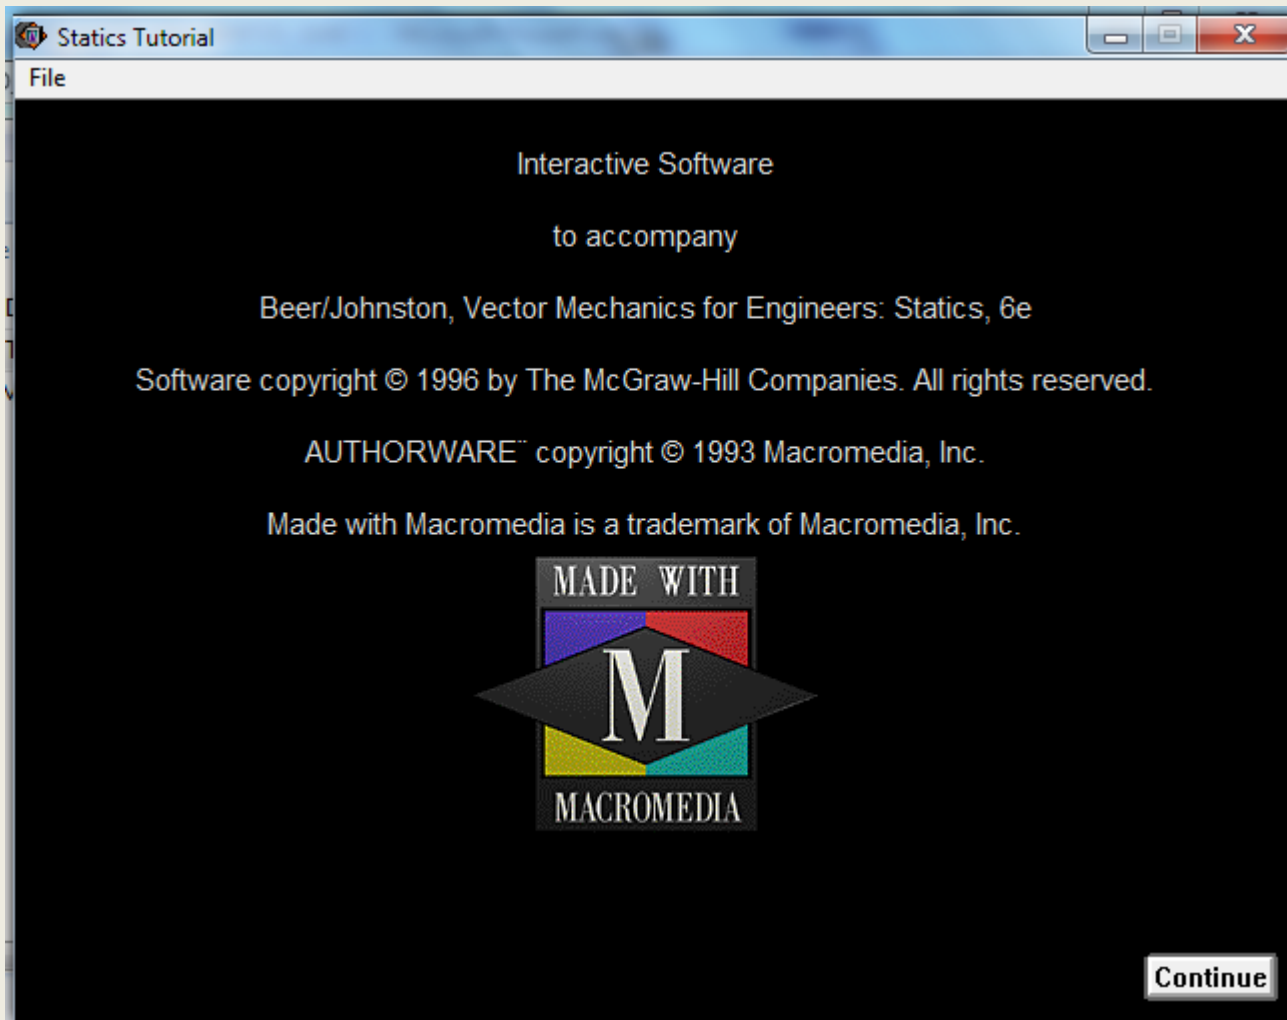 Statics Tutorial
File
Interactive Software
to accompany
Beer/Johnston, Vector Mechanics for Engineers: Statics, 6e
Software copyright © 1996 by The McGraw-Hill Companies. All rights reserved.
AUTHORWARE¨ copyright © 1993 Macromedia, Inc.
Made with Macromedia is a trademark of Macromedia, Inc.
MADE WITH
M
MACROMEDIA
Continue